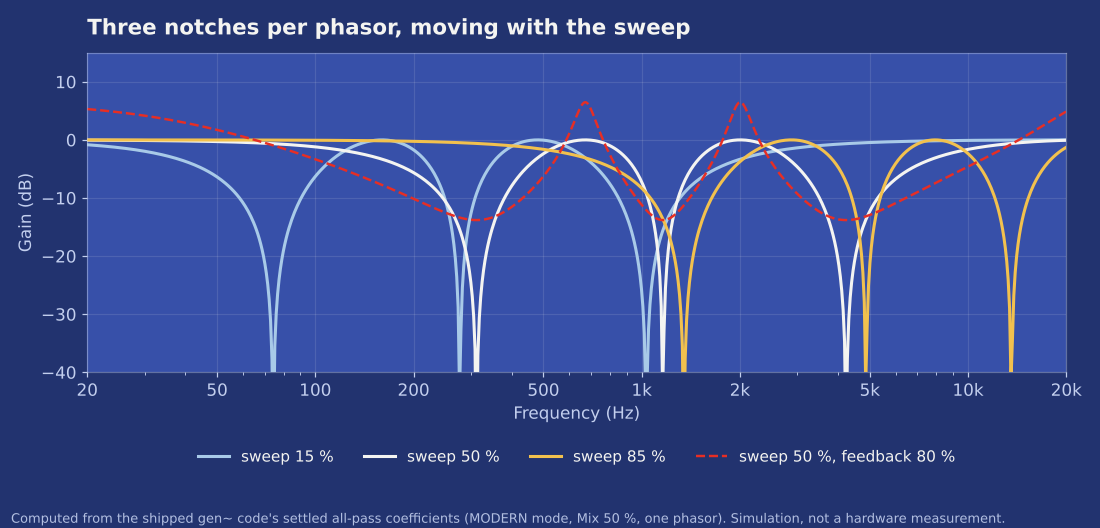 Three notches per phasor, moving with the sweep
10
0
−10
−20
−30
−40
Gain (dB)
20
50
100
200
500
1k
2k
5k
10k
20k
Frequency (Hz)
sweep 15 %
sweep 50 %
sweep 85 %
sweep 50 %, feedback 80 %
Computed from the shipped gen~ code's settled all-pass coefficients (MODERN mode, Mix 50 %, one phasor). Simulation, not a hardware measurement.